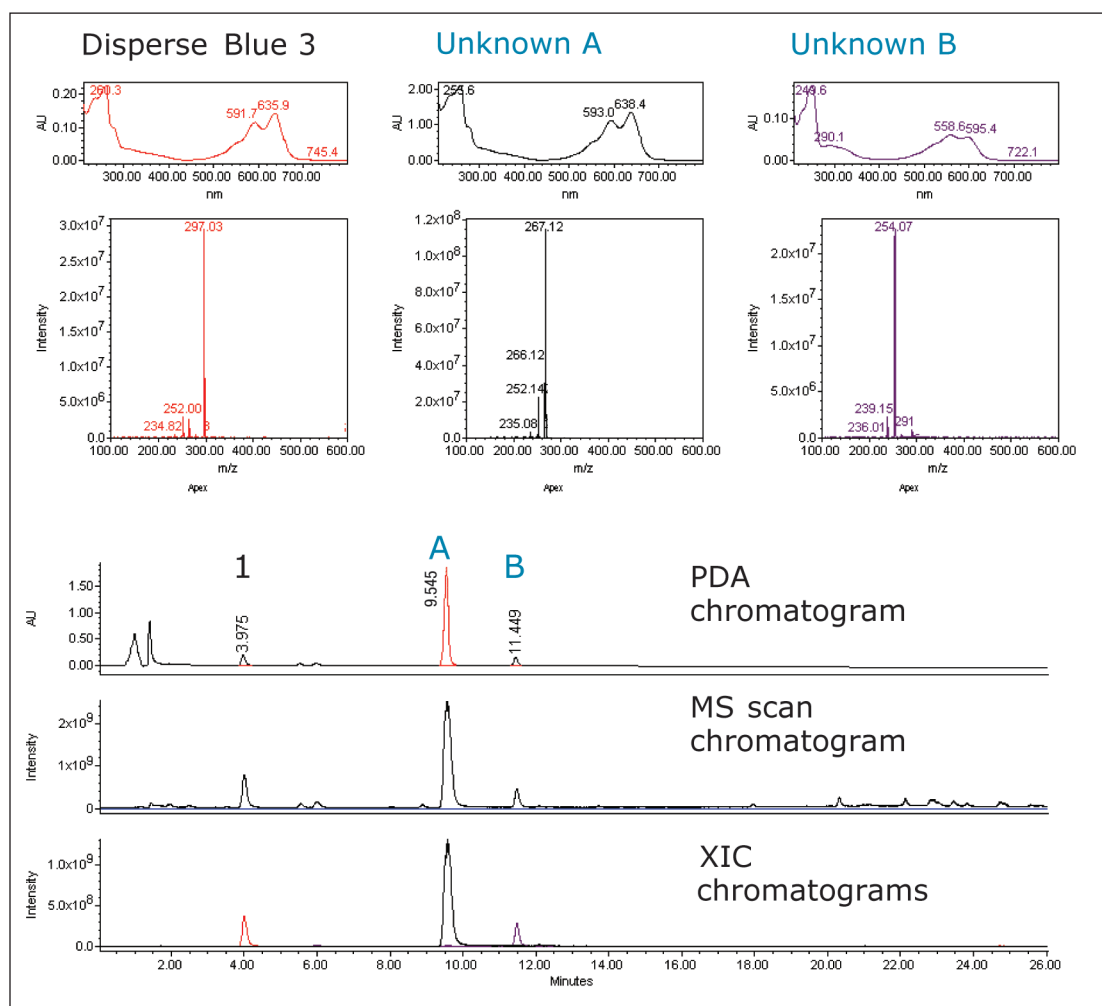 Disperse Blue 3
Unknown A
Unknown B
0.20
0.10
0.00
AU
260.3
591.7
635.9
745.4
300.00 400.00 500.00 600.00 700.00
nm
2.00
1.00
0.00
AU
593.0
638.4
300.00 400.00 500.00 600.00 700.00
nm
0.10
0.00
AU
249.6
290.1
558.6
595.4
722.1
300.00 400.00 500.00 600.00 700.00
nm
3.0x10⁷
2.5x10⁷
2.0x10⁷
1.5x10⁷
1.0x10⁷
5.0x10⁶
0.0
Intensity
297.03
252.00
234.82
3
100.00 200.00 300.00 400.00 500.00 600.00
m/z
Apex
1.2x10⁸
1.0x10⁸
8.0x10⁷
6.0x10⁷
4.0x10⁷
2.0x10⁷
0.0
Intensity
267.12
266.12
252.14
235.08
100.00 200.00 300.00 400.00 500.00 600.00
m/z
Apex
2.0x10⁷
1.5x10⁷
1.0x10⁷
5.0x10⁶
0.0
Intensity
254.07
239.15
236.01
291
100.00 200.00 300.00 400.00 500.00 600.00
m/z
Apex
1
A
B
PDA
chromatogram
1.50
1.00
0.50
0.00
AU
3.975
9.545
11.449
MS scan
chromatogram
2x10⁹
1x10⁹
0
Intensity
XIC
chromatograms
1.0x10⁹
5.0x10⁸
0.0
Intensity
2.00 4.00 6.00 8.00 10.00 12.00 14.00 16.00 18.00 20.00 22.00 24.00 26.00
Minutes